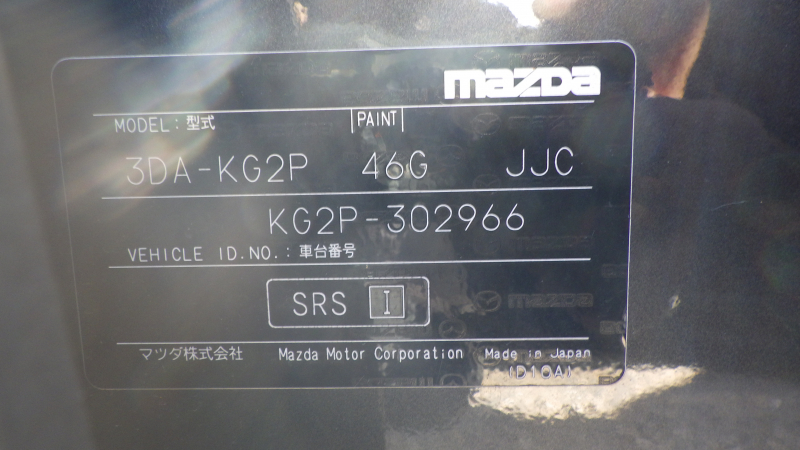 mazda
MODEL：型式 PAINT
3DA-KG2P 46G JJC
KG2P-302966
VEHICLE ID.NO.：車台番号
SRS I
マツダ株式会社 Mazda Motor Corporation Made in Japan